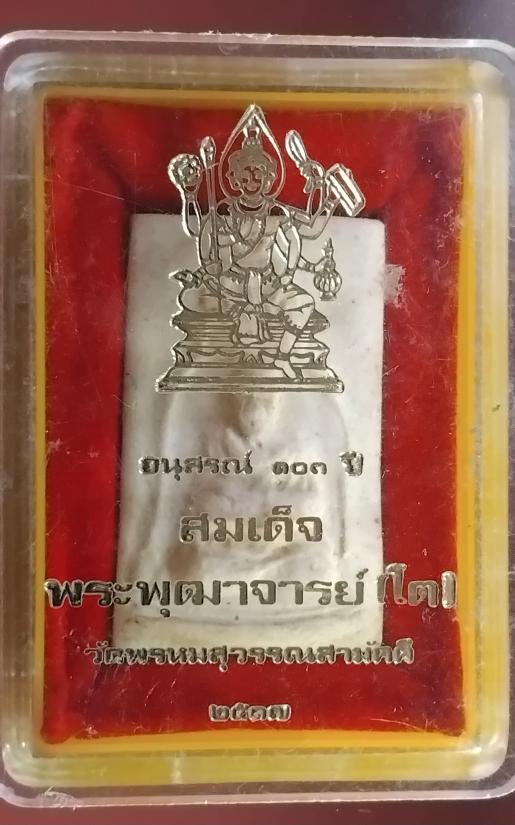 อนุสรณ์ ๑๐๓ ปี
สมเด็จ
พระพุฒาจารย์ (โต)
วัดพรหมสุวรรณสามัคคี
๒๕๑๗